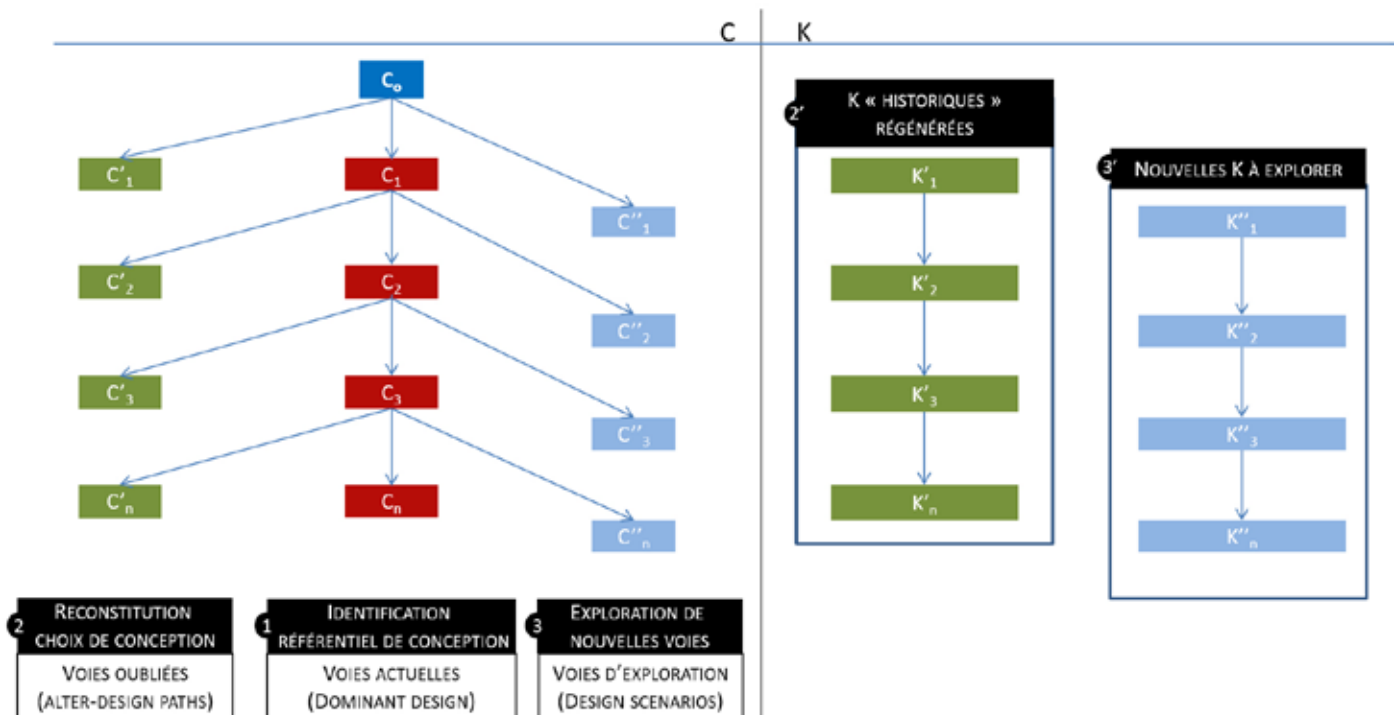 C K
C₀
C'₁ C₁
C''₁
C'₂ C₂
C''₂
C'₃ C₃
C''₃
C'ₙ Cₙ
C''ₙ
2'
K « HISTORIQUES »
RÉGÉNÉRÉES
K'₁
K'₂
K'₃
K'ₙ
3'
NOUVELLES K À EXPLORER
K''₁
K''₂
K''₃
K''ₙ
2
RECONSTITUTION
CHOIX DE CONCEPTION
VOIES OUBLIÉES
(ALTER-DESIGN PATHS)
1
IDENTIFICATION
RÉFÉRENTIEL DE CONCEPTION
VOIES ACTUELLES
(DOMINANT DESIGN)
3
EXPLORATION DE
NOUVELLES VOIES
VOIES D'EXPLORATION
(DESIGN SCENARIOS)